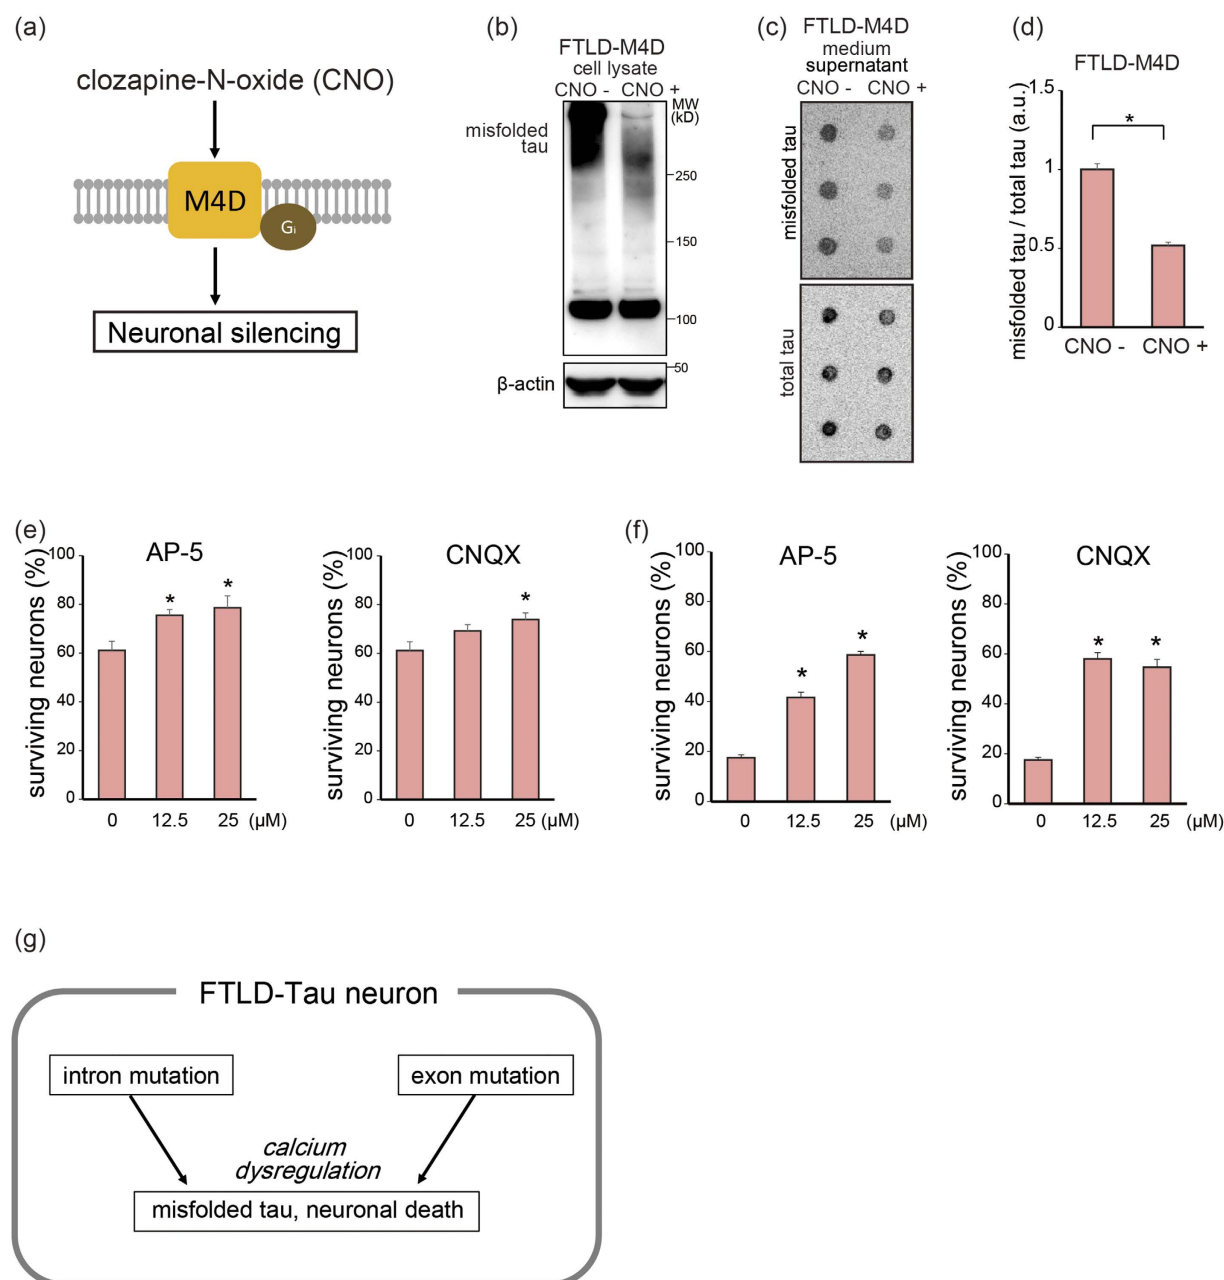 (a)
clozapine-N-oxide (CNO)
M4D
Gi
Neuronal silencing
(b)
FTLD-M4D
cell lysate
CNO - CNO +
MW
(kD)
misfolded
tau
250
150
100
50
β-actin
(c)
FTLD-M4D
medium
supernatant
CNO - CNO +
misfolded tau
total tau
(d)
FTLD-M4D
misfolded tau / total tau (a.u.)
1.5
1
0.5
0
*
CNO - CNO +
(e)
AP-5
surviving neurons (%)
100
80
60
40
20
0
* *
0 12.5 25 (μM)
CNQX
surviving neurons (%)
100
80
60
40
20
0
*
0 12.5 25 (μM)
(f)
AP-5
surviving neurons (%)
100
80
60
40
20
0
* *
0 12.5 25 (μM)
CNQX
surviving neurons (%)
100
80
60
40
20
0
* *
0 12.5 25 (μM)
(g)
FTLD-Tau neuron
intron mutation
exon mutation
calcium
dysregulation
misfolded tau, neuronal death